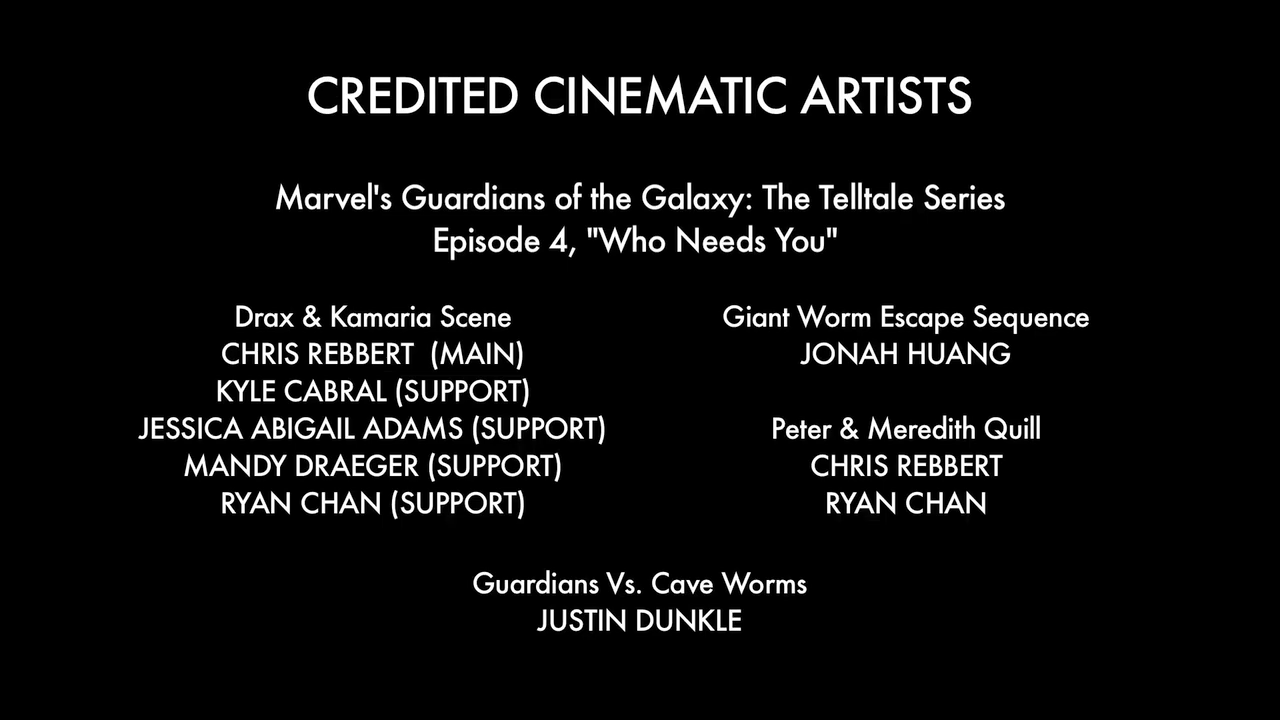 CREDITED CINEMATIC ARTISTS
Marvel's Guardians of the Galaxy: The Telltale Series
Episode 4, "Who Needs You"
Drax & Kamaria Scene
CHRIS REBBERT (MAIN)
KYLE CABRAL (SUPPORT)
JESSICA ABIGAIL ADAMS (SUPPORT)
MANDY DRAEGER (SUPPORT)
RYAN CHAN (SUPPORT)
Giant Worm Escape Sequence
JONAH HUANG
Peter & Meredith Quill
CHRIS REBBERT
RYAN CHAN
Guardians Vs. Cave Worms
JUSTIN DUNKLE